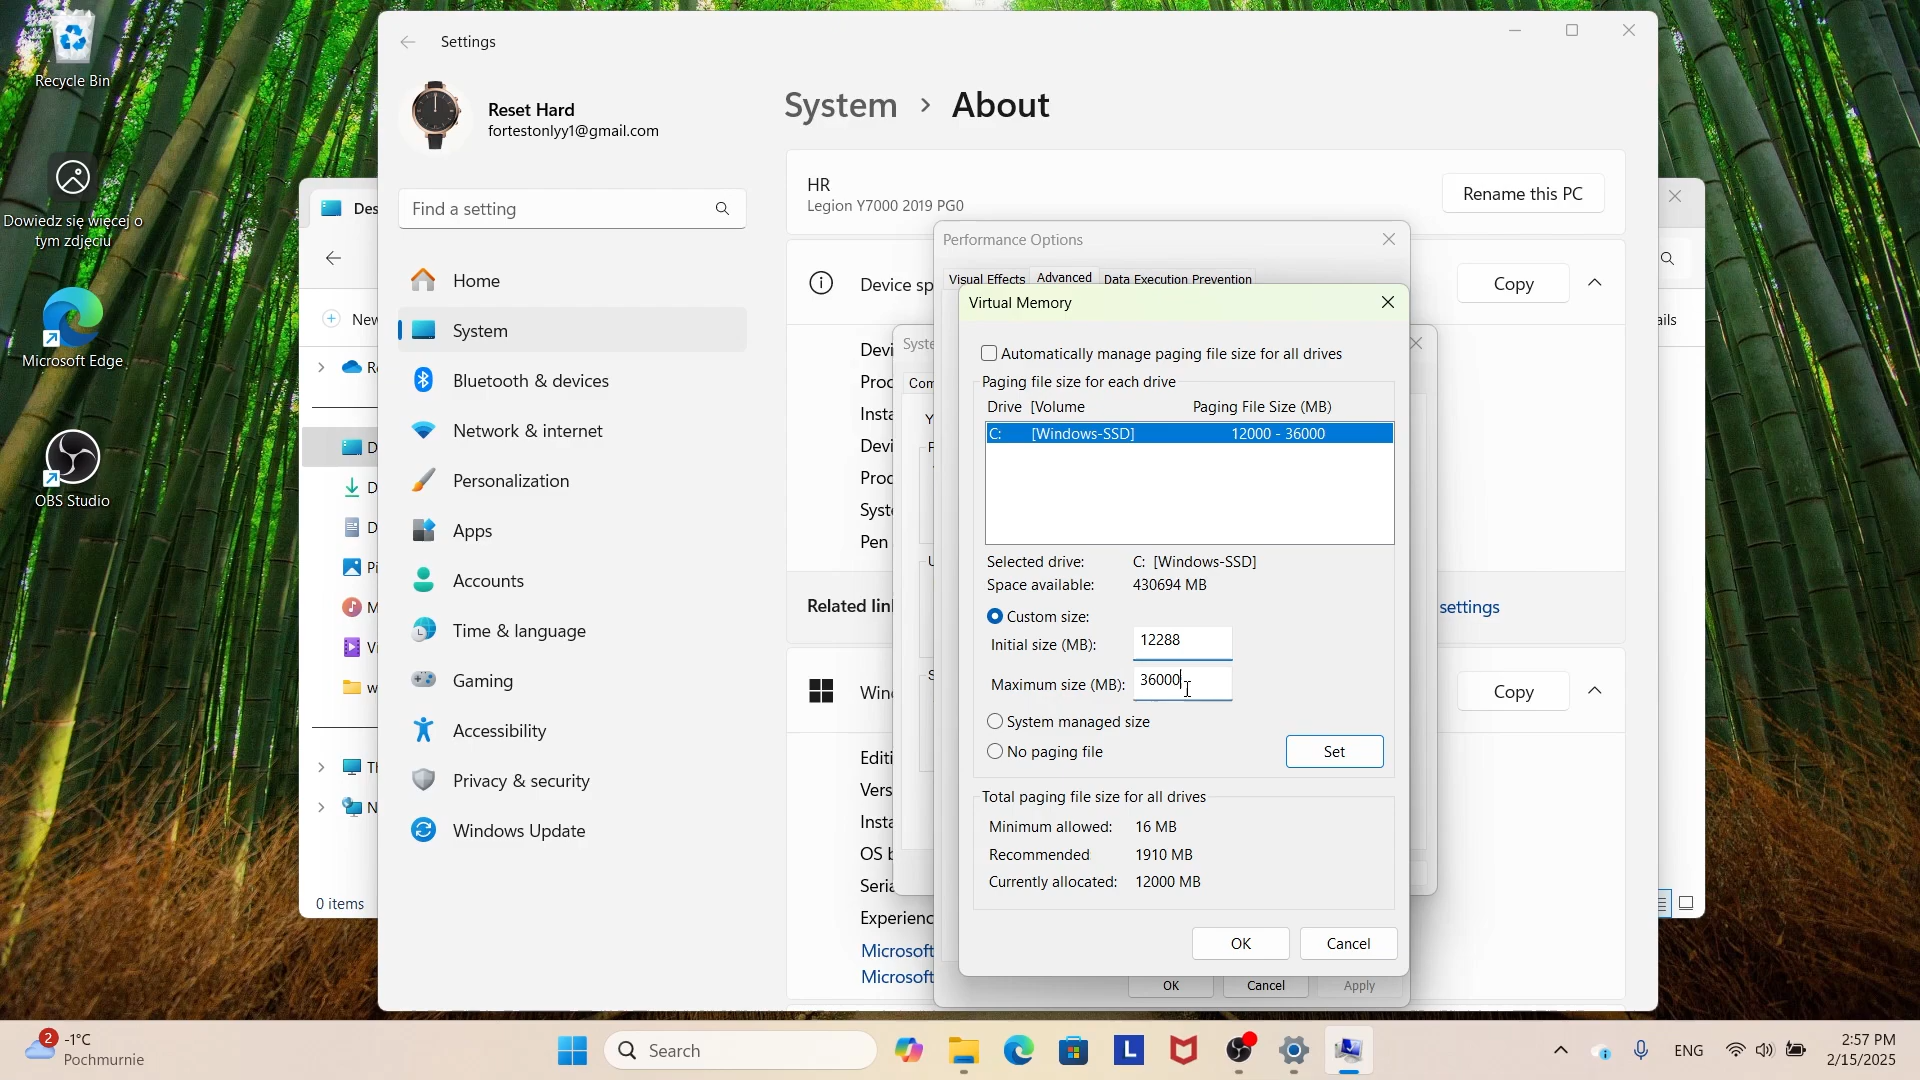 Recycle Bin
Dowiedz się więcej o
tym zdjęciu
Microsoft Edge
OBS Studio
Settings
Reset Hard
fortestonlyy1@gmail.com
Find a setting
Home
System
Bluetooth & devices
Network & internet
Personalization
Apps
Accounts
Time & language
Gaming
Accessibility
Privacy & security
Windows Update
0 items
System > About
HR
Legion Y7000 2019 PG0
Rename this PC
Copy
settings
Copy
Microsoft
Microsoft
Performance Options
Visual Effects Advanced Data Execution Prevention
Virtual Memory
Automatically manage paging file size for all drives
Paging file size for each drive
Drive [Volume Paging File Size (MB)
C: [Windows-SSD] 12000 - 36000
Selected drive: C: [Windows-SSD]
Space available: 430694 MB
Custom size:
Initial size (MB): 12288
Maximum size (MB): 36000
System managed size
No paging file
Set
Total paging file size for all drives
Minimum allowed: 16 MB
Recommended 1910 MB
Currently allocated: 12000 MB
OK Cancel
OK Cancel Apply
2
-1°C
Pochmurnie
Search
L
ENG
2:57 PM
2/15/2025